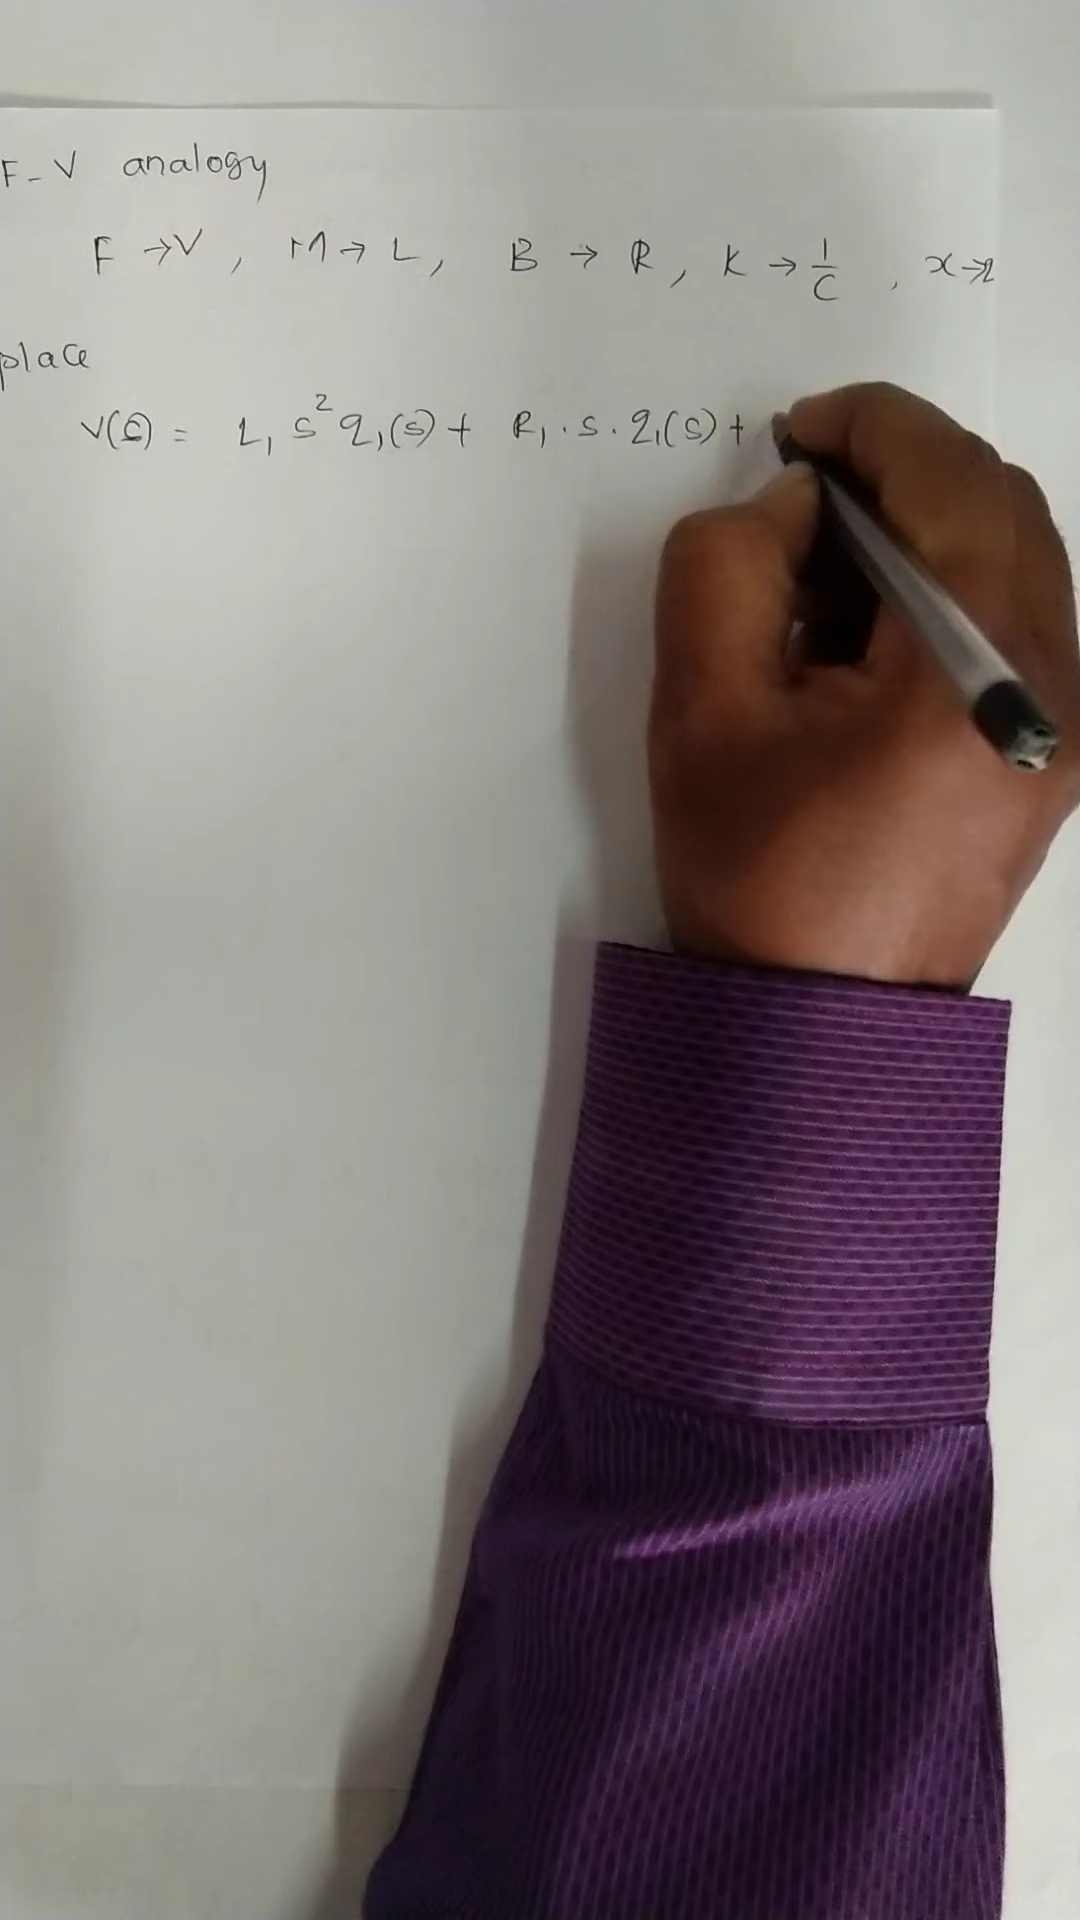 F-V analogy
F → V , M → L, B → R, K → 1/C , x → q
place
V(s) = L₁ s² q₁(s) + R₁ . s . q₁(s) +